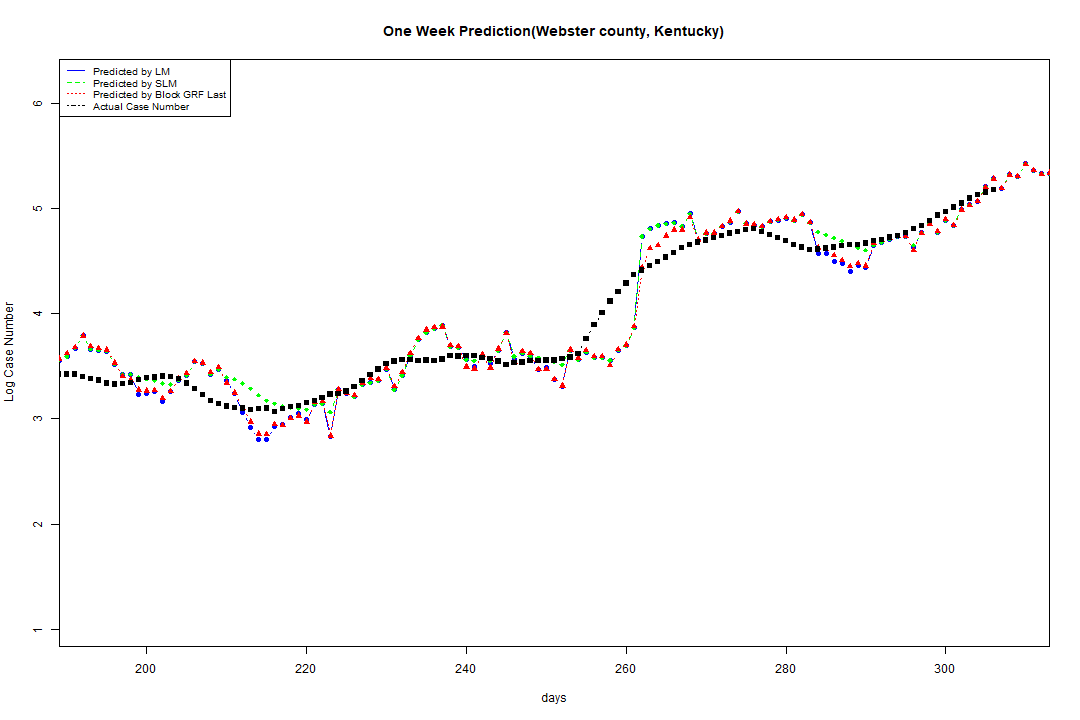 One Week Prediction(Webster county, Kentucky)
Predicted by LM
Predicted by SLM
Predicted by Block GRF Last
Actual Case Number
6
5
4
3
2
1
Log Case Number
200 220 240 260 280 300
days